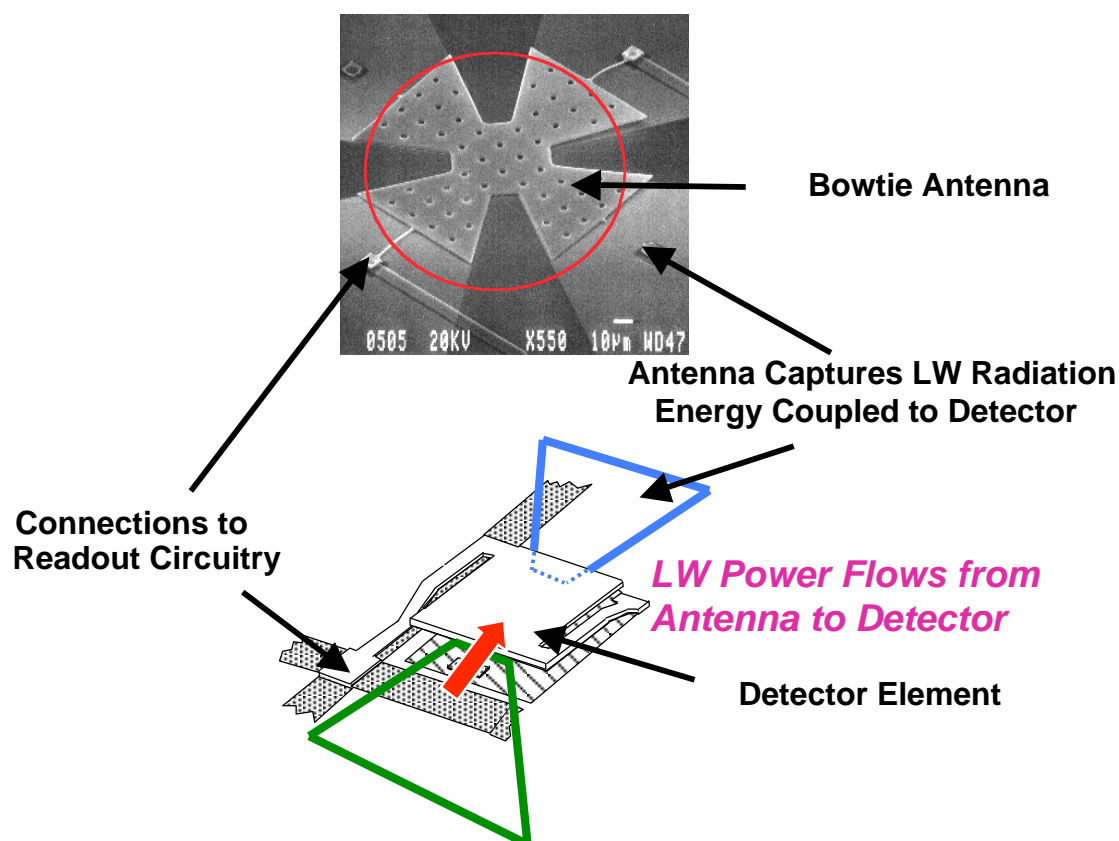 Bowtie Antenna
0505 20KV X550 10µm WD47
Antenna Captures LW Radiation
Energy Coupled to Detector
Connections to
Readout Circuitry
LW Power Flows from
Antenna to Detector
Detector Element